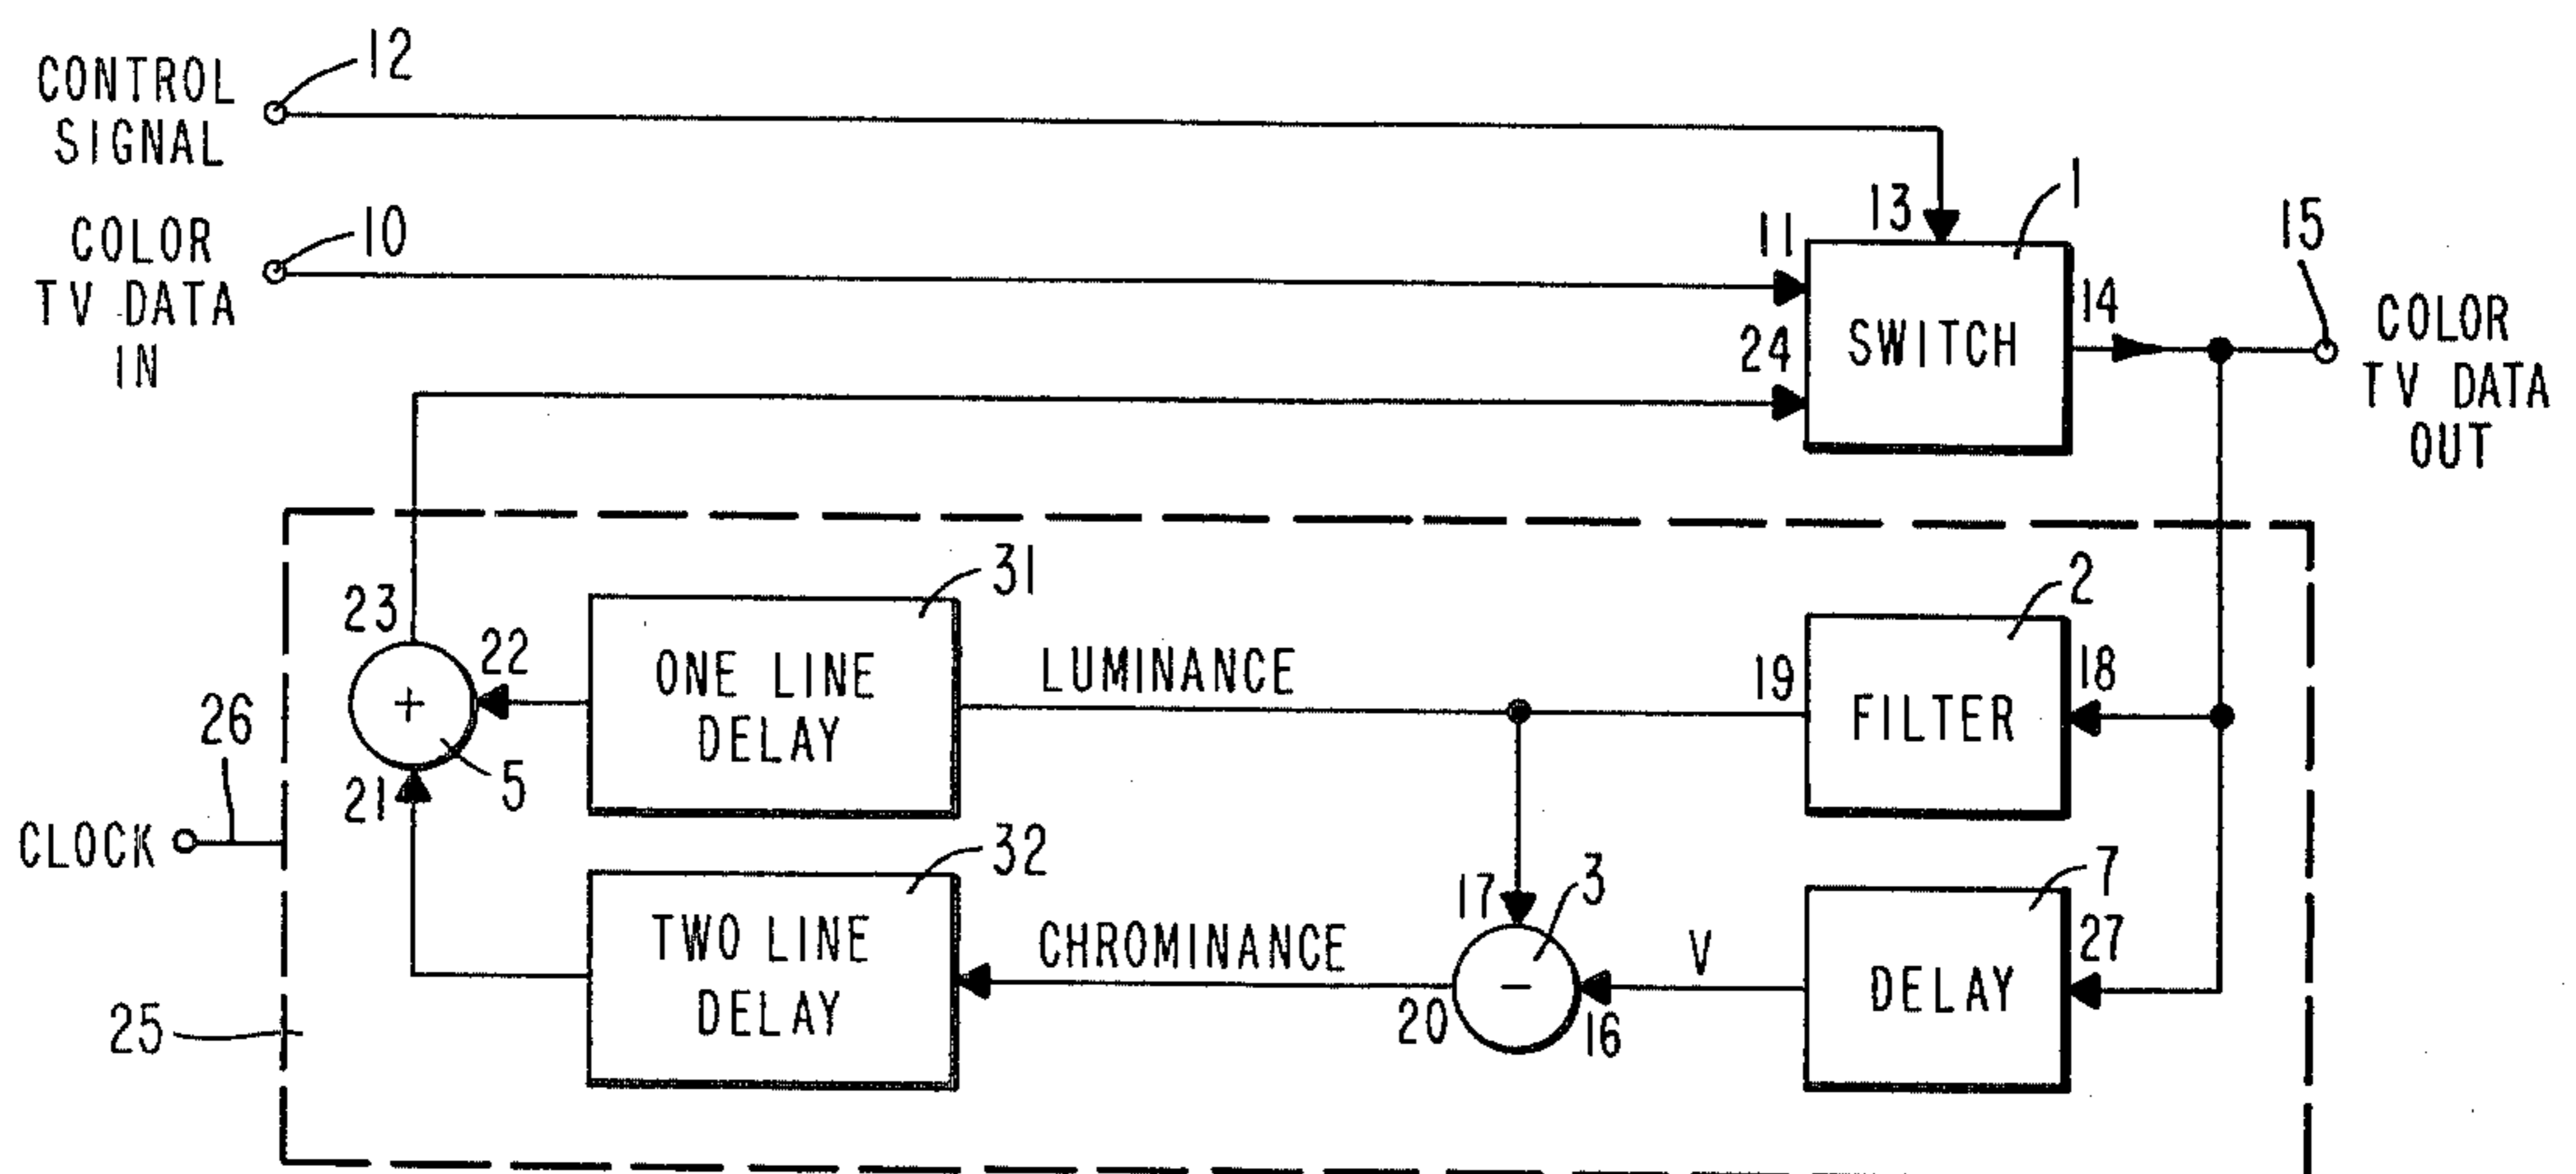 CONTROL
SIGNAL
12
COLOR
TV DATA
IN
10
13
1
11
24
SWITCH
14
15
COLOR
TV DATA
OUT
23
22
+
5
21
31
ONE LINE
DELAY
LUMINANCE
19
2
FILTER
18
26
CLOCK
25
32
TWO LINE
DELAY
CHROMINANCE
17
3
-
20
16
V
7
DELAY
27